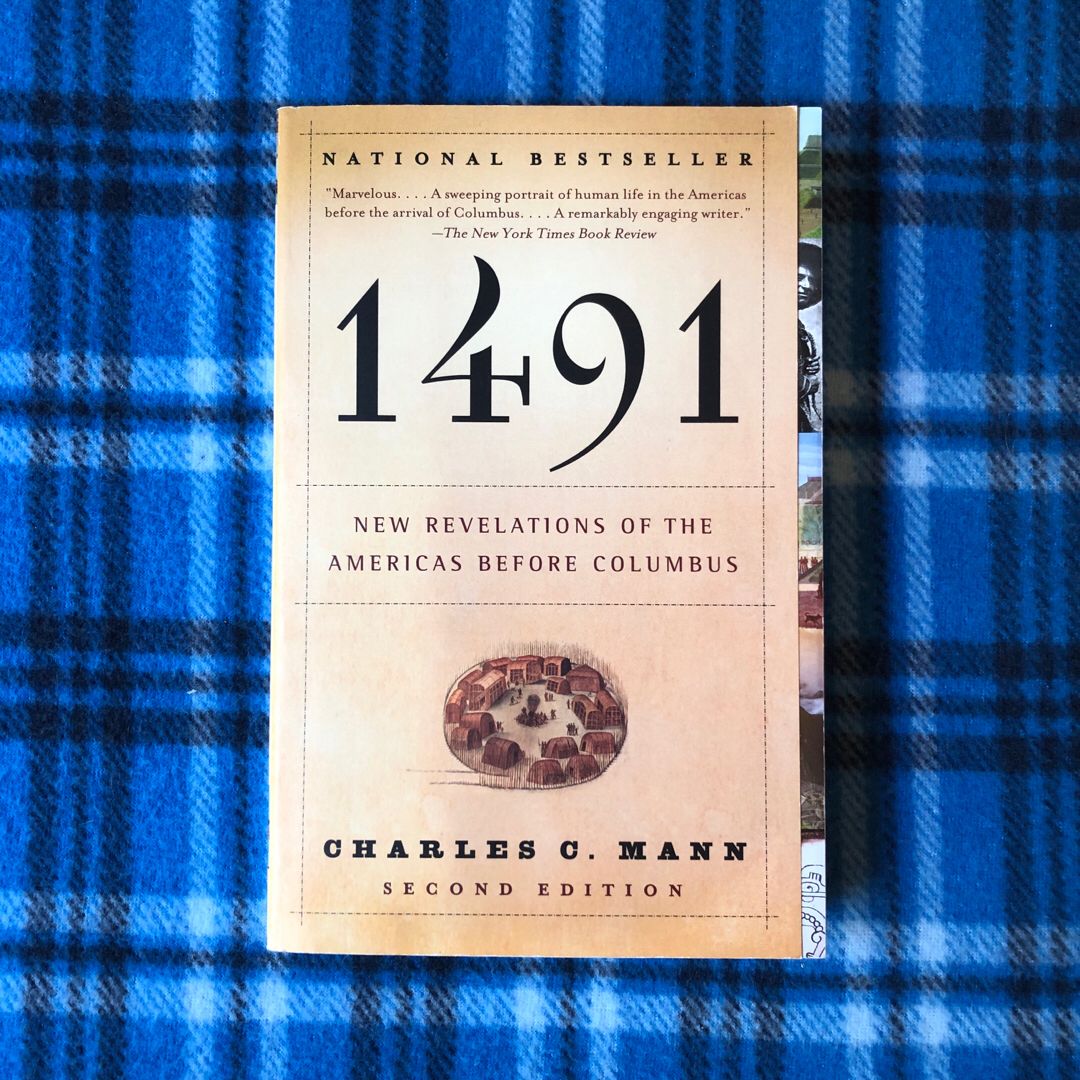 NATIONAL BESTSELLER
"Marvelous. . . . A sweeping portrait of human life in the Americas
before the arrival of Columbus. . . . A remarkably engaging writer."
—The New York Times Book Review
1491
NEW REVELATIONS OF THE
AMERICAS BEFORE COLUMBUS
CHARLES C. MANN
SECOND EDITION